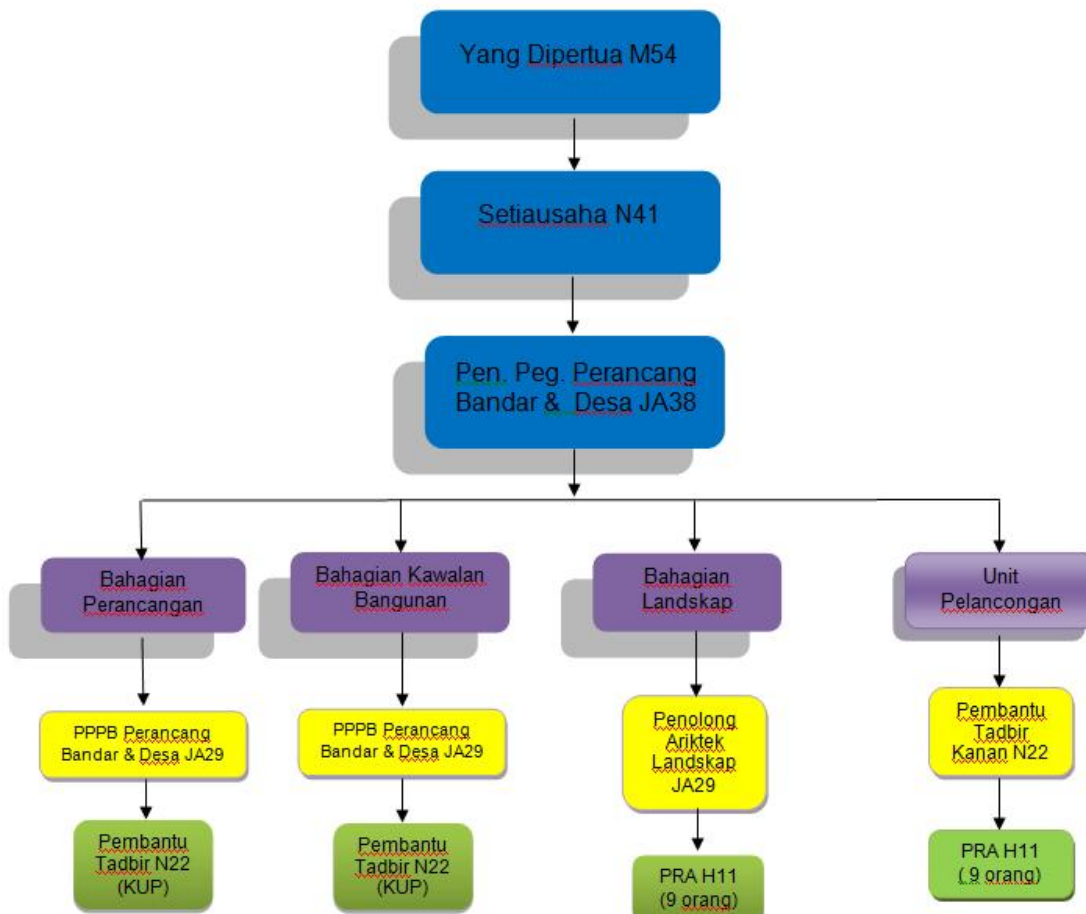 Yang Dipertua M54
Setiausaha N41
Pen. Peg. Perancang
Bandar & Desa JA38
Bahagian
Perancangan
Bahagian Kawalan
Bangunan
Bahagian
Landskap
Unit
Pelancongan
PPPB Perancang
Bandar & Desa JA29
PPPB Perancang
Bandar & Desa JA29
Penolong
Ariktek
Landskap
JA29
Pembantu
Tadbir
Kanan N22
Pembantu
Tadbir N22
(KUP)
Pembantu
Tadbir N22
(KUP)
PRA H11
(9 orang)
PRA H11
( 9 orang)